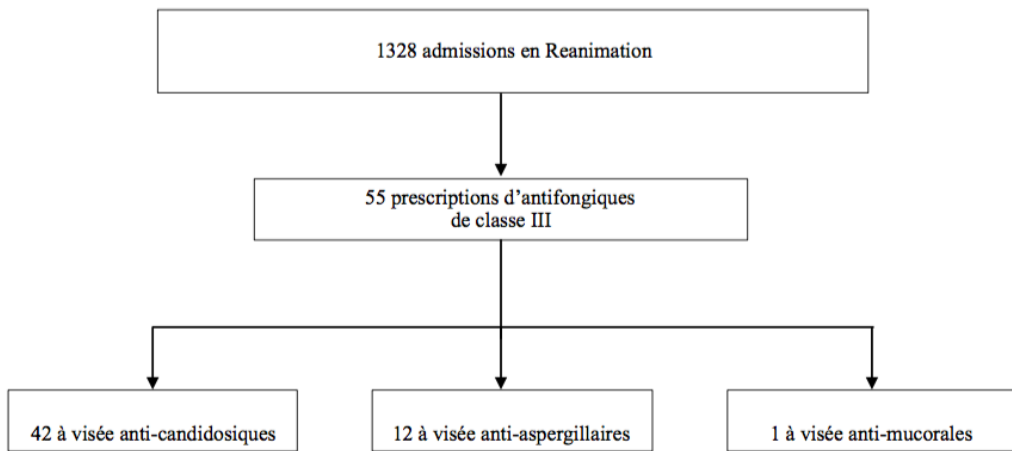 1328 admissions en Reanimation
55 prescriptions d’antifongiques
de classe III
42 à visée anti-candidosiques
12 à visée anti-aspergillaires
1 à visée anti-mucorales